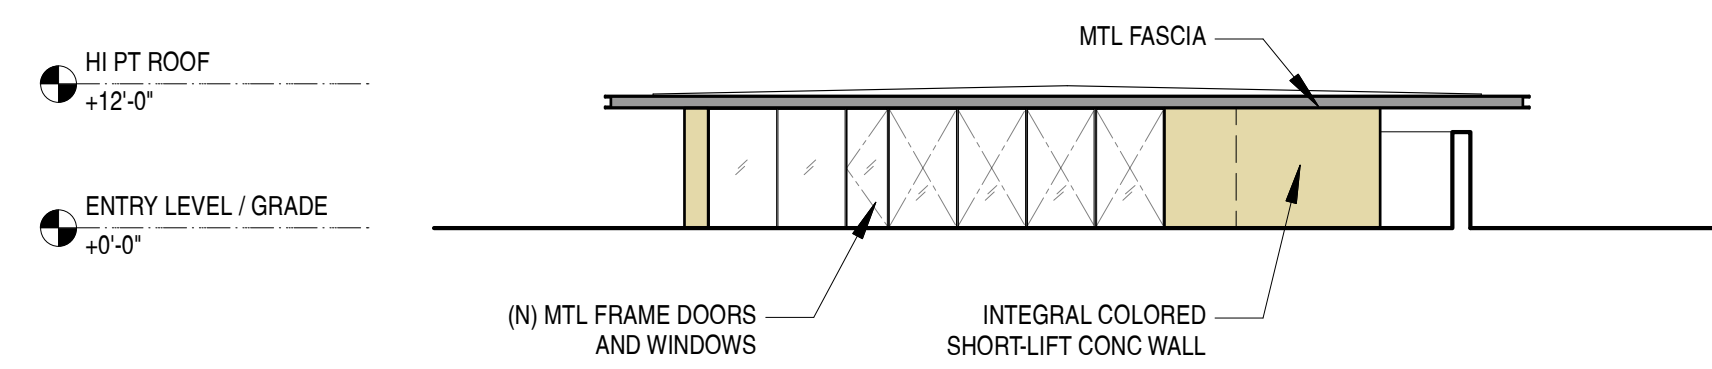 MTL FASCIA
HI PT ROOF
+12'-0"
ENTRY LEVEL / GRADE
+0'-0"
(N) MTL FRAME DOORS
AND WINDOWS
INTEGRAL COLORED
SHORT-LIFT CONC WALL